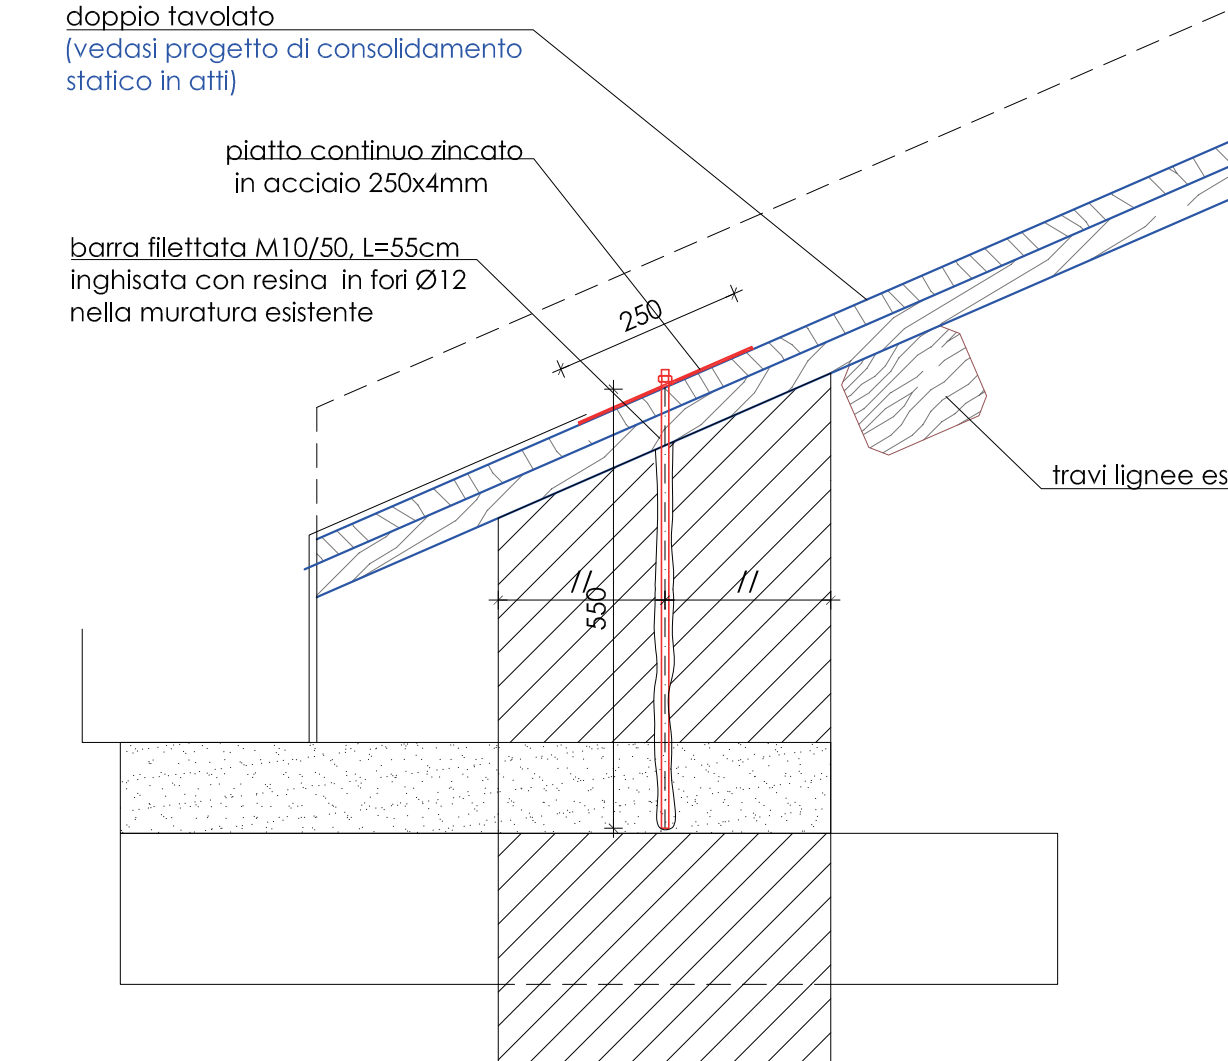 doppio tavolato
(vedasi progetto di consolidamento
statico in atti)
piatto continuo zincato
in acciaio 250x4mm
barra filettata M10/50, L=55cm
inghisata con resina in fori Ø12
nella muratura esistente
250
travi lignee es
//
//
550